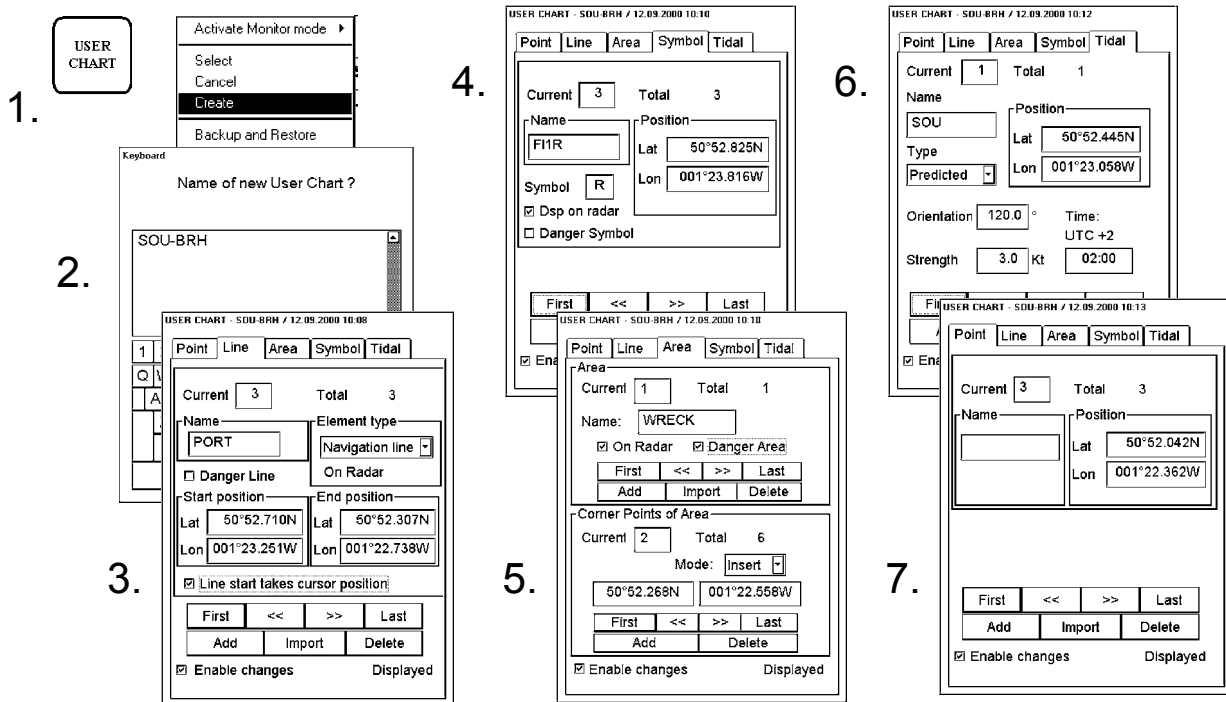 1.
USER
CHART
Activate Monitor mode
Select
Cancel
Create
Backup and Restore
2.
Keyboard
Name of new User Chart ?
SOU-BRH
1
Q
A
3.
USER CHART - SOU-BRH / 12.09.2000 10:08
Point Line Area Symbol Tidal
Current 3 Total 3
Name Element type
PORT Navigation line
Danger Line On Radar
Start position End position
Lat 50°52.710N Lat 52°52.307N
Lon 001°23.251W Lon 001°22.738W
Line start takes cursor position
First << >> Last
Add Import Delete
Enable changes Displayed
4.
USER CHART - SOU-BRH / 12.09.2000 10:10
Point Line Area Symbol Tidal
Current 3 Total 3
Name Position
FI1R Lat 50°52.825N
Symbol R Lon 001°23.816W
Dsp on radar
Danger Symbol
First << >> Last
Ena
5.
USER CHART - SOU-BRH / 12.09.2000 10:10
Point Line Area Symbol Tidal
Area
Current 1 Total 1
Name: WRECK
On Radar Danger Area
First << >> Last
Add Import Delete
Corner Points of Area
Current 2 Total 6
Mode: Insert
50°52.268N 001°22.558W
First << >> Last
Add Delete
Enable changes Displayed
6.
USER CHART - SOU-BRH / 12.09.2000 10:12
Point Line Area Symbol Tidal
Current 1 Total 1
Name Position
SOU Lat 50°52.445N
Type
Predicted Lon 001°23.058W
Orientation 120.0 ° Time:
UTC +2
Strength 3.0 Kt 02:00
Ena
7.
USER CHART - SOU-BRH / 12.09.2000 10:13
Point Line Area Symbol Tidal
Current 3 Total 3
Name Position
Lat 50°52.042N
Lon 001°22.362W
First << >> Last
Add Import Delete
Enable changes Displayed